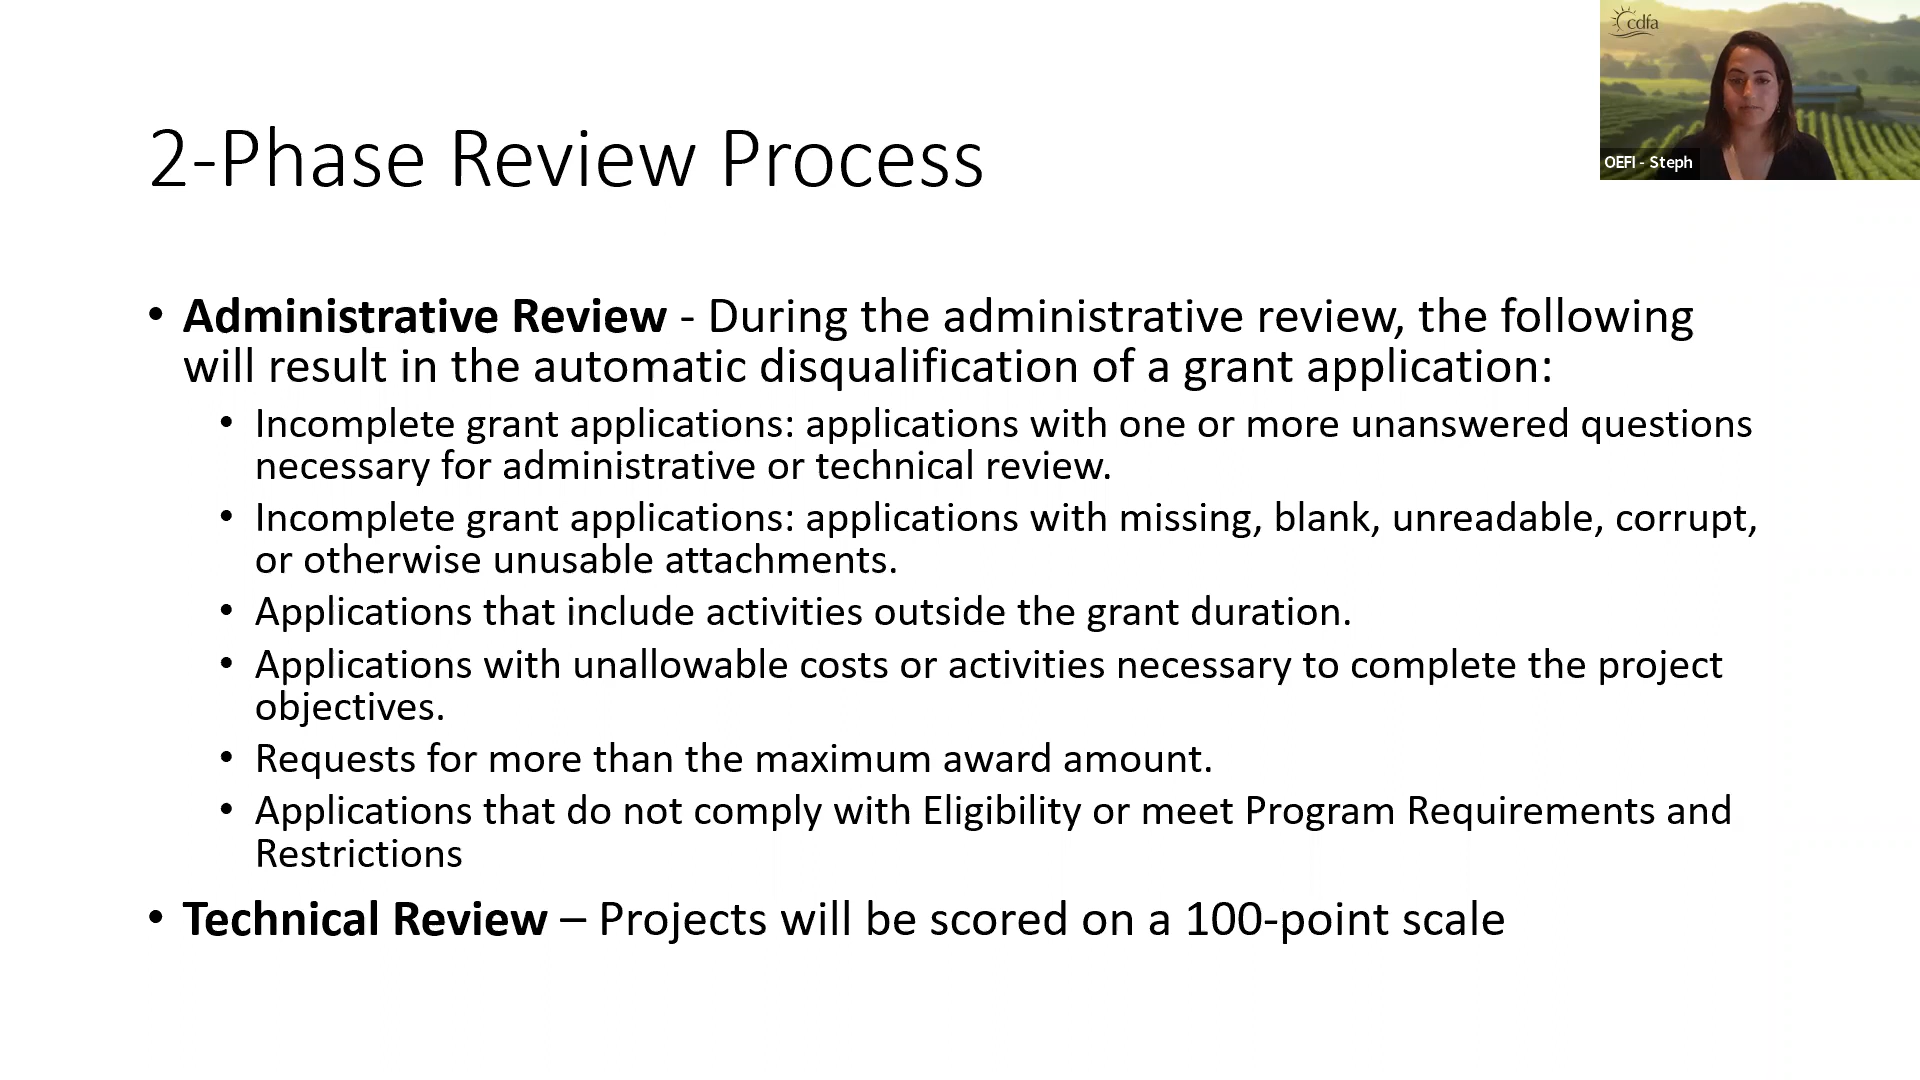 cdfa
OEFI - Steph
2-Phase Review Process
• Administrative Review - During the administrative review, the following
will result in the automatic disqualification of a grant application:
• Incomplete grant applications: applications with one or more unanswered questions
necessary for administrative or technical review.
• Incomplete grant applications: applications with missing, blank, unreadable, corrupt,
or otherwise unusable attachments.
• Applications that include activities outside the grant duration.
• Applications with unallowable costs or activities necessary to complete the project
objectives.
• Requests for more than the maximum award amount.
• Applications that do not comply with Eligibility or meet Program Requirements and
Restrictions
• Technical Review – Projects will be scored on a 100-point scale